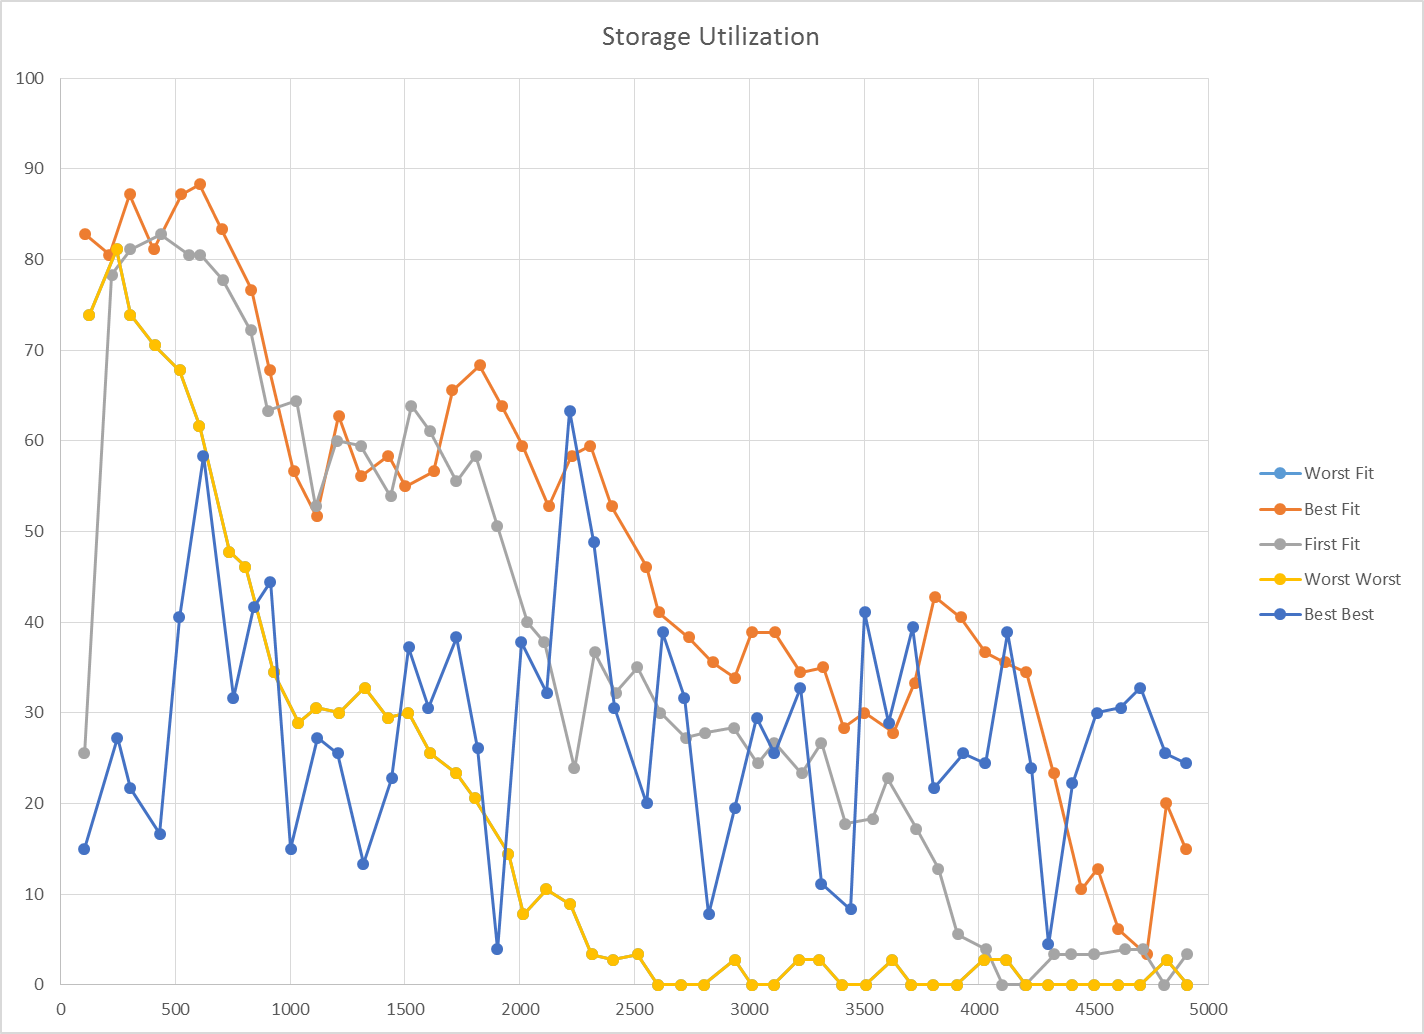 Storage Utilization
100
90
80
70
60
50
40
30
20
10
0
0 500 1000 1500 2000 2500 3000 3500 4000 4500 5000
Worst Fit
Best Fit
First Fit
Worst Worst
Best Best